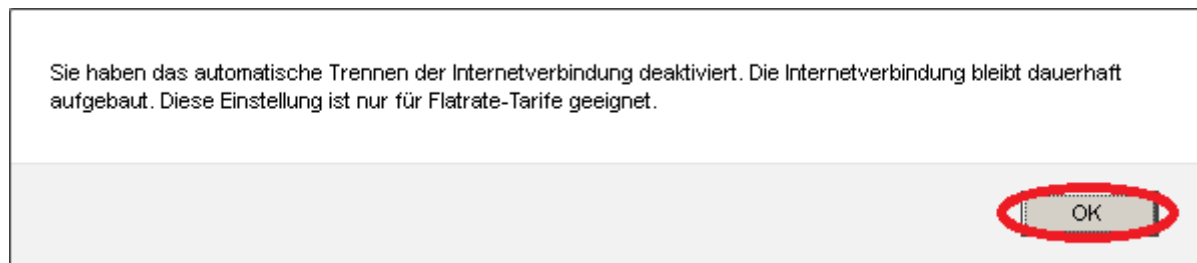 Sie haben das automatische Trennen der Internetverbindung deaktiviert. Die Internetverbindung bleibt dauerhaft
aufgebaut. Diese Einstellung ist nur für Flatrate-Tarife geeignet.
OK